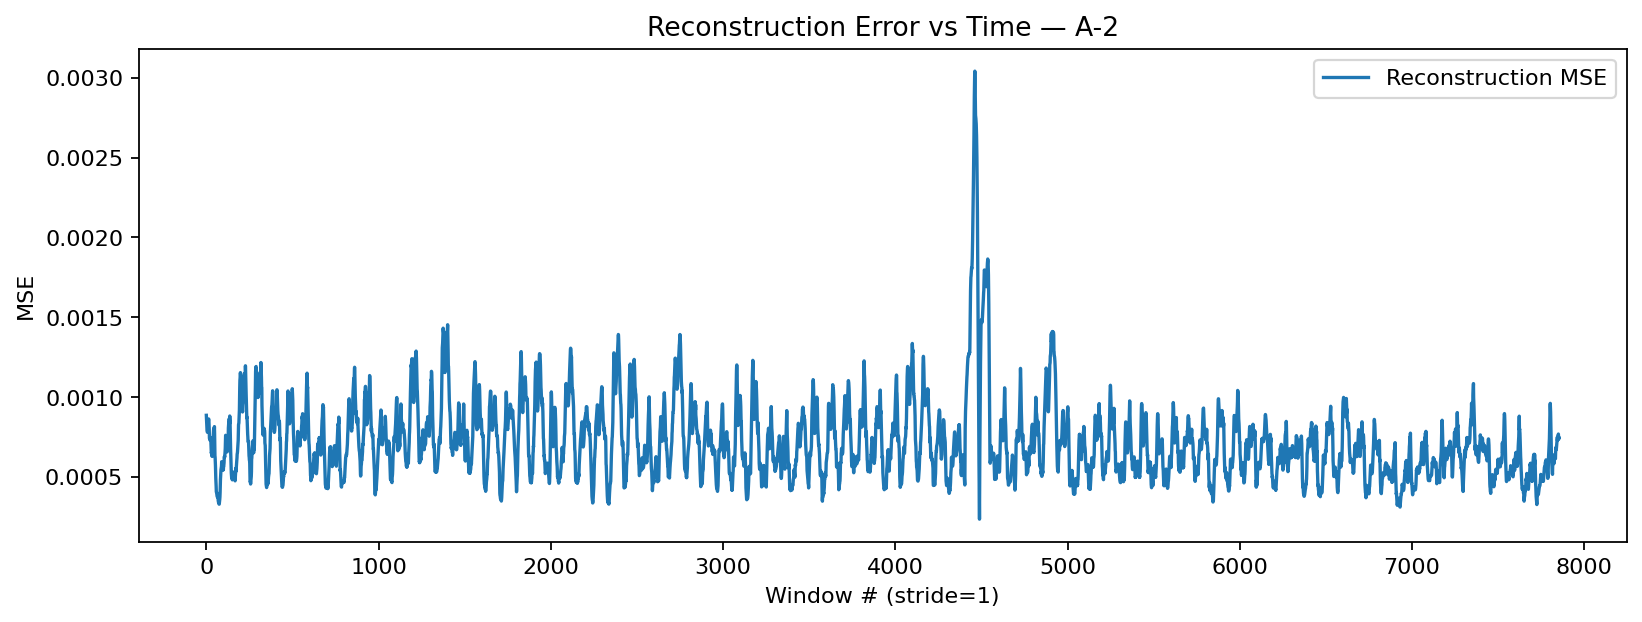 Reconstruction Error vs Time — A-2
Reconstruction MSE
0.0030
0.0025
0.0020
0.0015
0.0010
0.0005
MSE
0 1000 2000 3000 4000 5000 6000 7000 8000
Window # (stride=1)